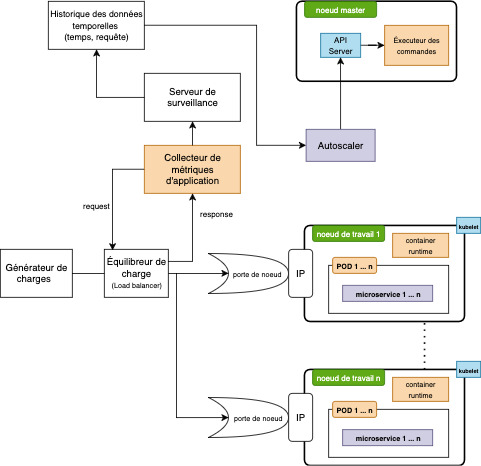 Historique des données
temporelles
(temps, requête)
noeud master
API
Server
Éxecuteur des
commandes
Serveur de
surveillance
Autoscaler
Collecteur de
métriques
d'application
request
response
Générateur de
charges
Équilibreur de
charge
(Load balancer)
porte de noeud
IP
noeud de travail 1
kubelet
container
runtime
POD 1 ... n
microservice 1 ... n
porte de noeud
IP
noeud de travail n
kubelet
container
runtime
POD 1 ... n
microservice 1 ... n